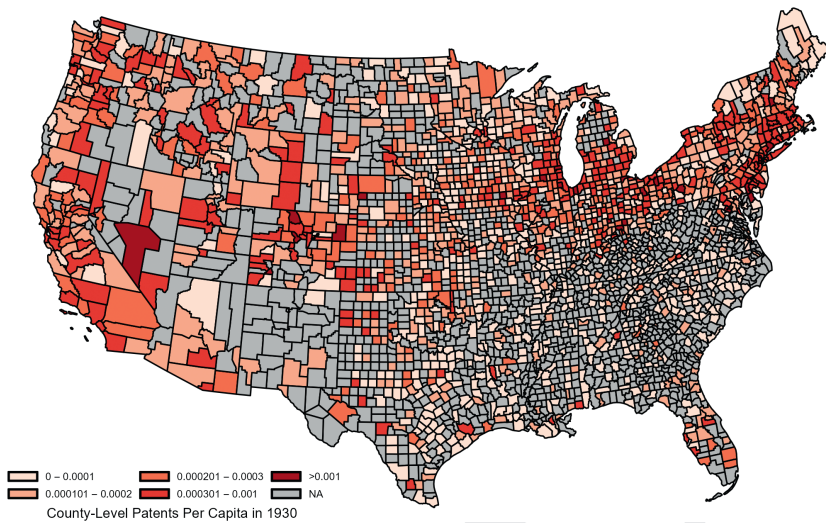 0 – 0.0001
0.000201 – 0.0003
>0.001
0.000101 – 0.0002
0.000301 – 0.001
NA
County-Level Patents Per Capita in 1930